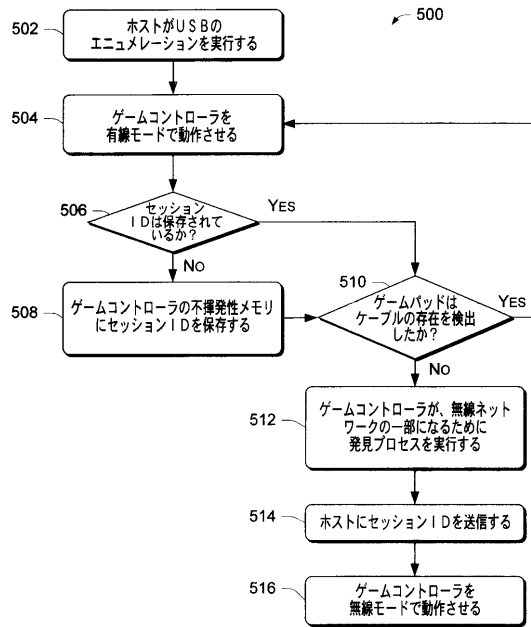 500
502
ホストがUSBの
エニュメレーションを実行する
504
ゲームコントローラを
有線モードで動作させる
506
セッション
IDは保存されて
いるか?
YES
NO
508
ゲームコントローラの不揮発性メモリ
にセッションIDを保存する
510
ゲームパッドは
ケーブルの存在を検出
したか?
YES
NO
512
ゲームコントローラが、無線ネット
ワークの一部になるために
発見プロセスを実行する
514
ホストにセッションIDを送信する
516
ゲームコントローラを
無線モードで動作させる